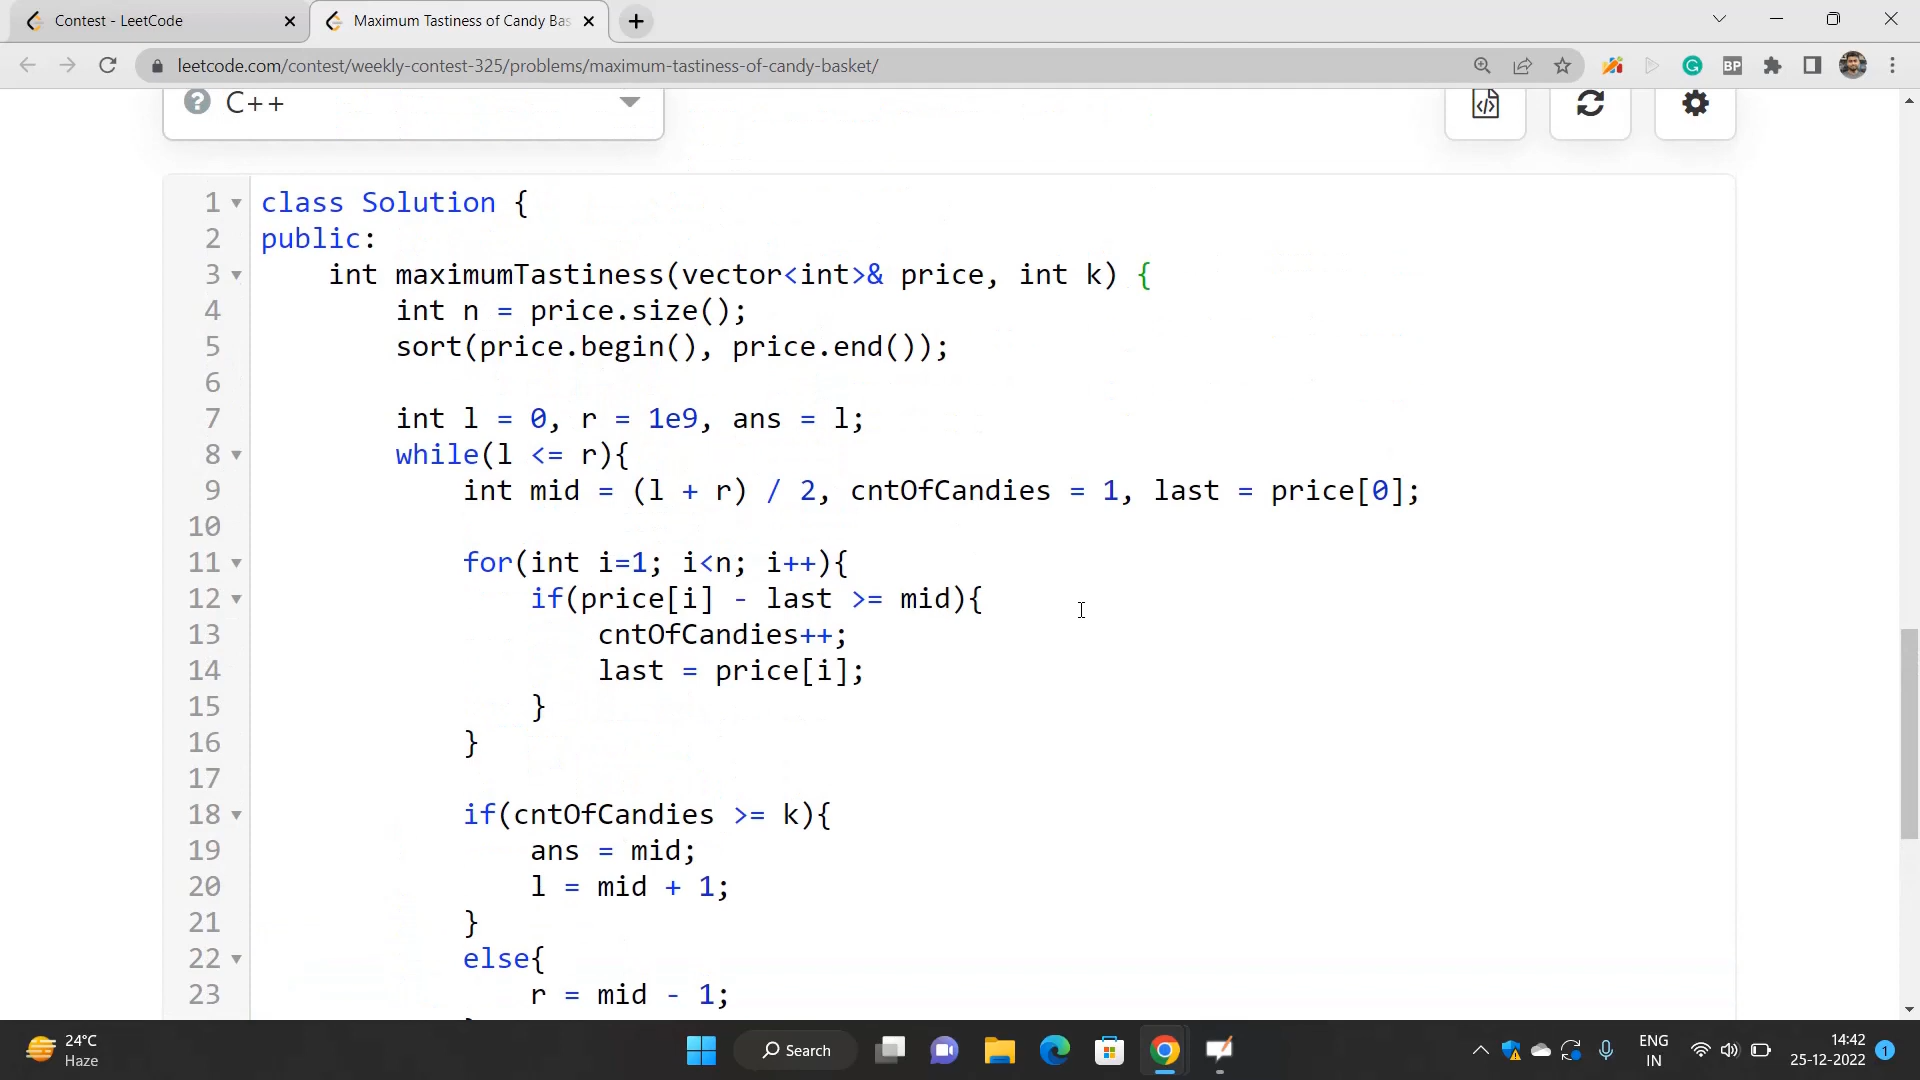 Contest - LeetCode
Maximum Tastiness of Candy Bas
leetcode.com/contest/weekly-contest-325/problems/maximum-tastiness-of-candy-basket/
BP
C++
1 class Solution {
2 public:
3 int maximumTastiness(vector<int>& price, int k) {
4 int n = price.size();
5 sort(price.begin(), price.end());
6
7 int l = 0, r = 1e9, ans = l;
8 while(l <= r){
9 int mid = (l + r) / 2, cntOfCandies = 1, last = price[0];
10
11 for(int i=1; i<n; i++){
12 if(price[i] - last >= mid){
13 cntOfCandies++;
14 last = price[i];
15 }
16 }
17
18 if(cntOfCandies >= k){
19 ans = mid;
20 l = mid + 1;
21 }
22 else{
23 r = mid - 1;
24°C
Haze
Search
ENG
IN
14:42
25-12-2022
1